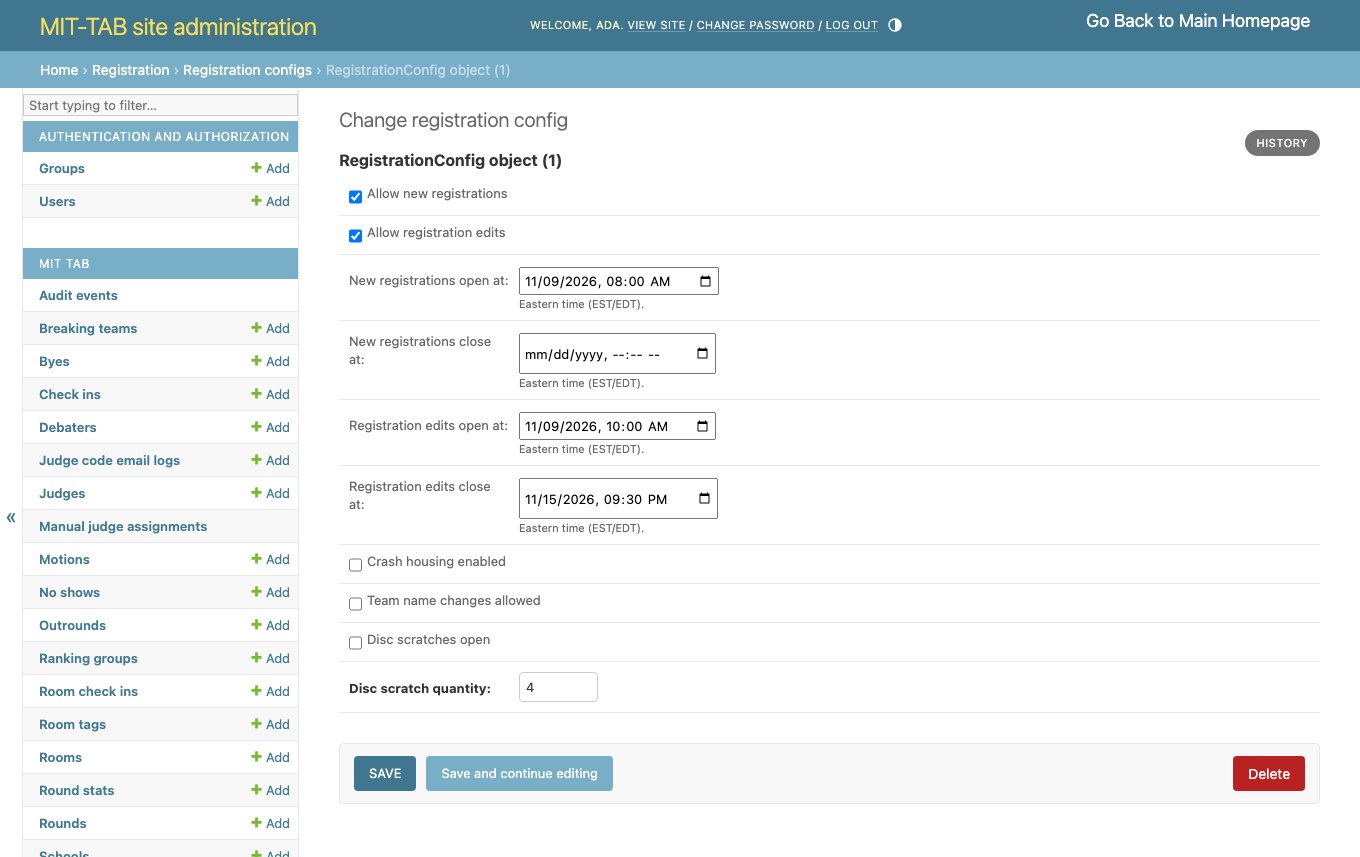 MIT-TAB site administration
WELCOME, ADA. VIEW SITE / CHANGE PASSWORD / LOG OUT
Go Back to Main Homepage
Home › Registration › Registration configs › RegistrationConfig object (1)
Start typing to filter...
AUTHENTICATION AND AUTHORIZATION
Groups Add
Users Add
MIT TAB
Audit events
Breaking teams Add
Byes Add
Check ins Add
Debaters Add
Judge code email logs Add
Judges Add
Manual judge assignments
Motions Add
No shows Add
Outrounds Add
Ranking groups Add
Room check ins Add
Room tags Add
Rooms Add
Round stats Add
Rounds Add
Schools Add
«
Change registration config
HISTORY
RegistrationConfig object (1)
Allow new registrations
Allow registration edits
New registrations open at: 11/09/2026, 08:00 AM
Eastern time (EST/EDT).
New registrations close
at:
mm/dd/yyyy, --:-- --
Eastern time (EST/EDT).
Registration edits open at: 11/09/2026, 10:00 AM
Eastern time (EST/EDT).
Registration edits close
at:
11/15/2026, 09:30 PM
Eastern time (EST/EDT).
Crash housing enabled
Team name changes allowed
Disc scratches open
Disc scratch quantity: 4
SAVE
Save and continue editing
Delete